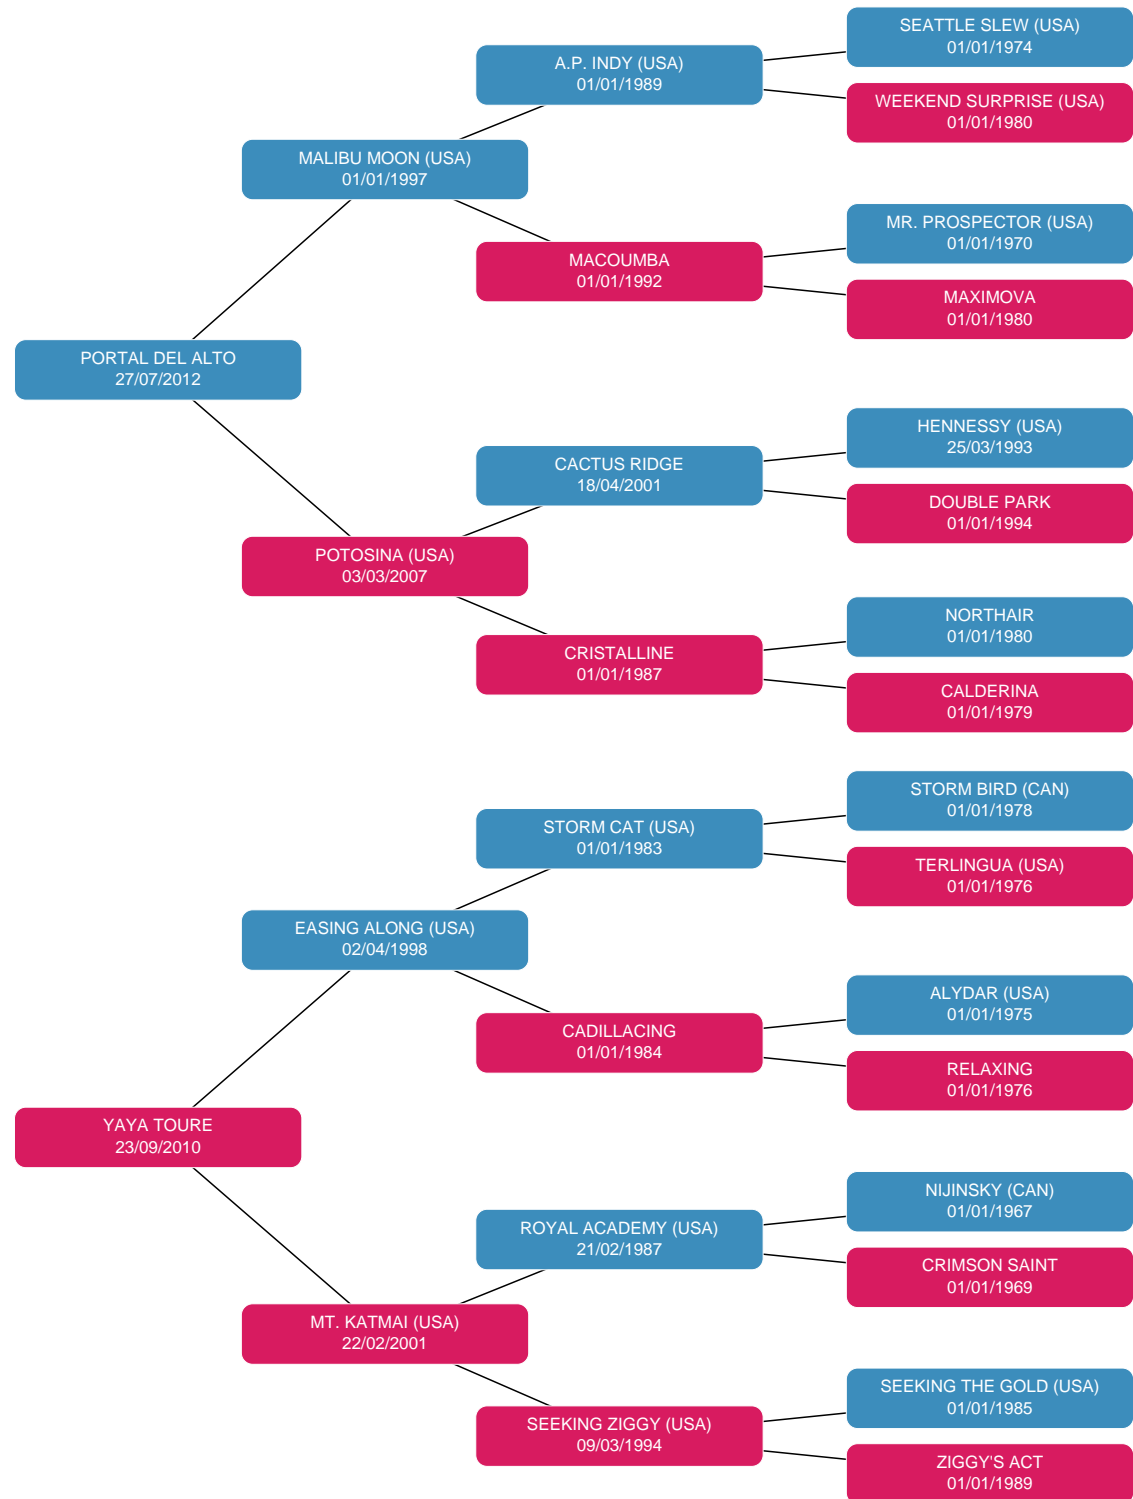 SEATTLE SLEW (USA)
01/01/1974
A.P. INDY (USA)
01/01/1989
WEEKEND SURPRISE (USA)
01/01/1980
MALIBU MOON (USA)
01/01/1997
MR. PROSPECTOR (USA)
01/01/1970
MACOUMBA
01/01/1992
MAXIMOVA
01/01/1980
PORTAL DEL ALTO
27/07/2012
HENNESSY (USA)
25/03/1993
CACTUS RIDGE
18/04/2001
DOUBLE PARK
01/01/1994
POTOSINA (USA)
03/03/2007
NORTHAIR
01/01/1980
CRISTALLINE
01/01/1987
CALDERINA
01/01/1979
STORM BIRD (CAN)
01/01/1978
STORM CAT (USA)
01/01/1983
TERLINGUA (USA)
01/01/1976
EASING ALONG (USA)
02/04/1998
ALYDAR (USA)
01/01/1975
CADILLACING
01/01/1984
RELAXING
01/01/1976
YAYA TOURE
23/09/2010
NIJINSKY (CAN)
01/01/1967
ROYAL ACADEMY (USA)
21/02/1987
CRIMSON SAINT
01/01/1969
MT. KATMAI (USA)
22/02/2001
SEEKING THE GOLD (USA)
01/01/1985
SEEKING ZIGGY (USA)
09/03/1994
ZIGGY'S ACT
01/01/1989